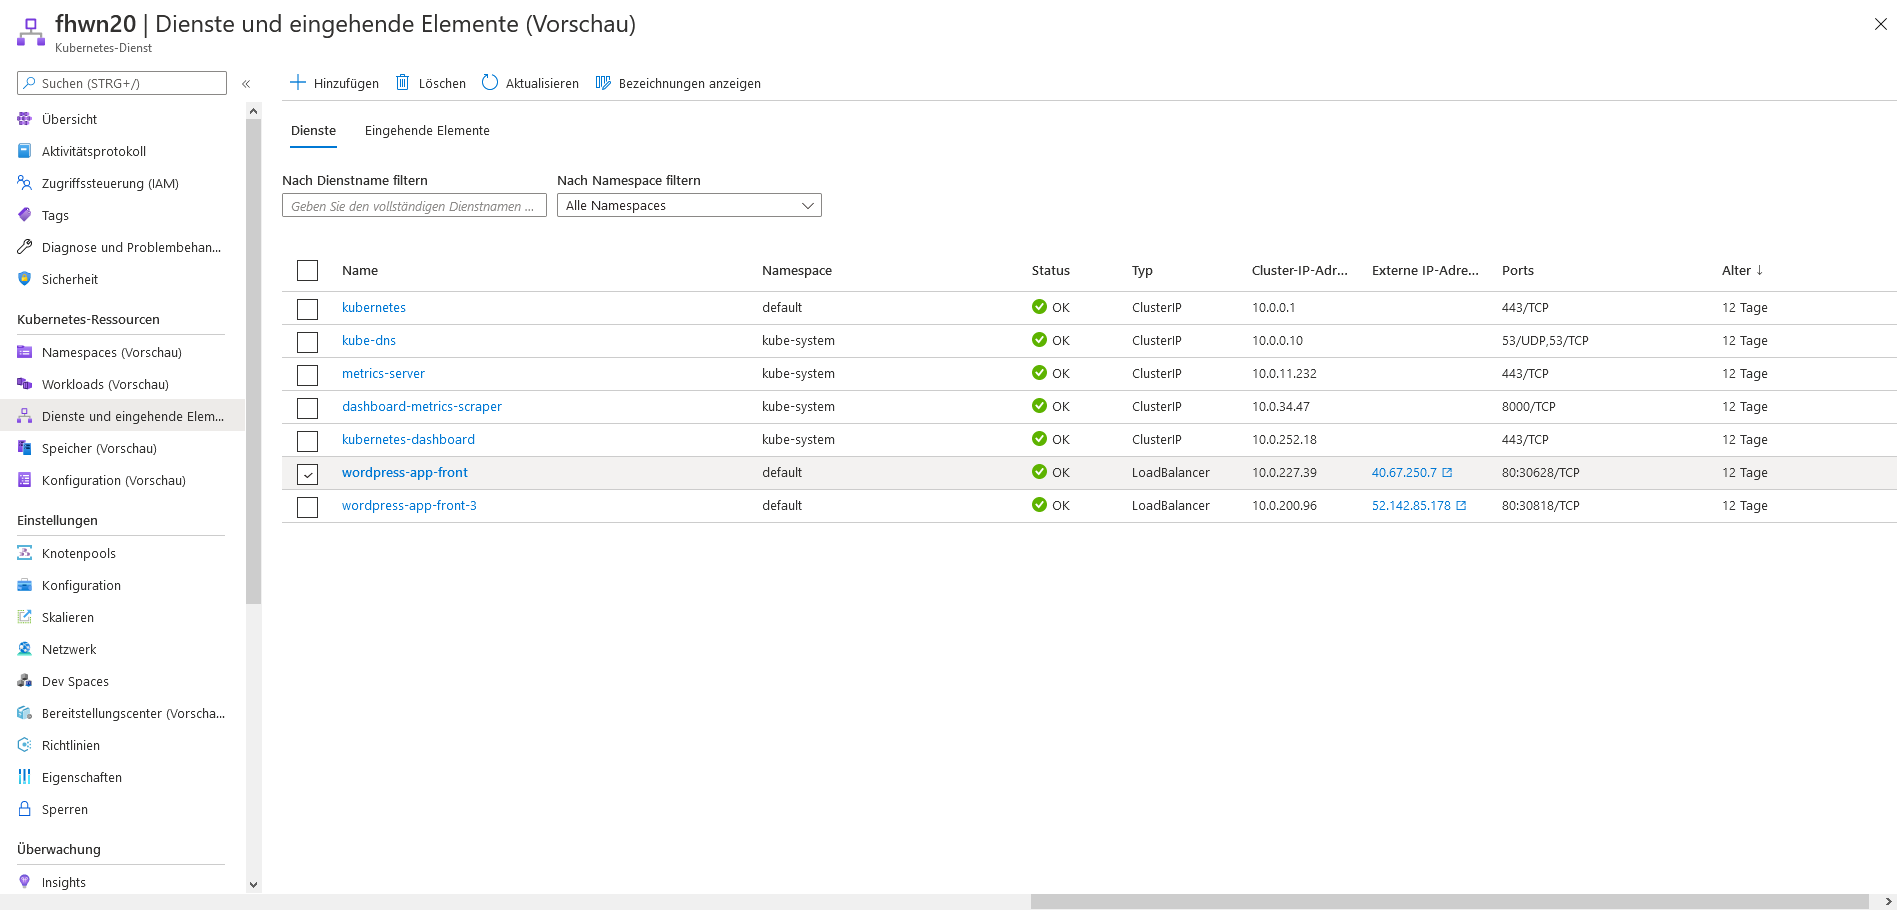 fhwn20 | Dienste und eingehende Elemente (Vorschau)
Kubernetes-Dienst
Suchen (STRG+/)
«
Übersicht
Aktivitätsprotokoll
Zugriffssteuerung (IAM)
Tags
Diagnose und Problembehan...
Sicherheit
Kubernetes-Ressourcen
Namespaces (Vorschau)
Workloads (Vorschau)
Dienste und eingehende Elem...
Speicher (Vorschau)
Konfiguration (Vorschau)
Einstellungen
Knotenpools
Konfiguration
Skalieren
Netzwerk
Dev Spaces
Bereitstellungscenter (Vorscha...
Richtlinien
Eigenschaften
Sperren
Überwachung
Insights
Hinzufügen Löschen Aktualisieren Bezeichnungen anzeigen
Dienste Eingehende Elemente
Nach Dienstname filtern Nach Namespace filtern
Geben Sie den vollständigen Dienstnamen ... Alle Namespaces
Name Namespace Status Typ Cluster-IP-Adr... Externe IP-Adre... Ports Alter ↓
kubernetes default OK ClusterIP 10.0.0.1 443/TCP 12 Tage
kube-dns kube-system OK ClusterIP 10.0.0.10 53/UDP,53/TCP 12 Tage
metrics-server kube-system OK ClusterIP 10.0.11.232 443/TCP 12 Tage
dashboard-metrics-scraper kube-system OK ClusterIP 10.0.34.47 8000/TCP 12 Tage
kubernetes-dashboard kube-system OK ClusterIP 10.0.252.18 443/TCP 12 Tage
wordpress-app-front default OK LoadBalancer 10.0.227.39 40.67.250.7 80:30628/TCP 12 Tage
wordpress-app-front-3 default OK LoadBalancer 10.0.200.96 52.142.85.178 80:30818/TCP 12 Tage